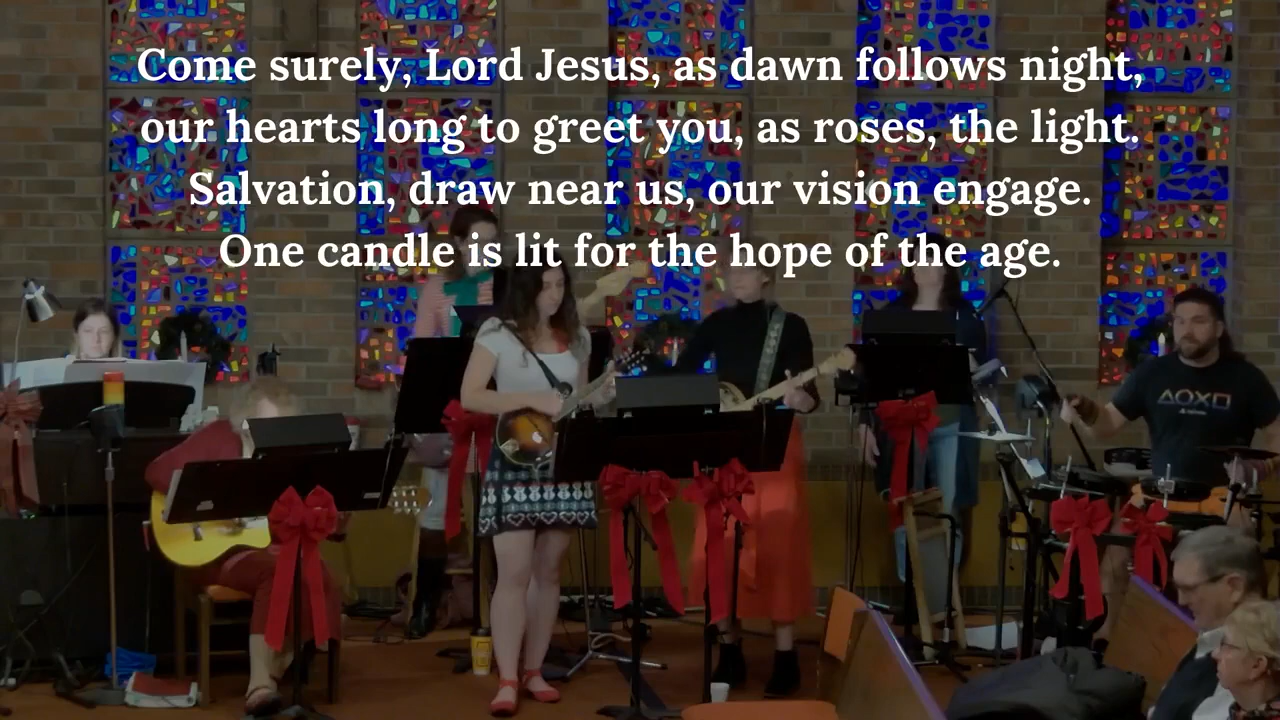 Come surely, Lord Jesus, as dawn follows night,
our hearts long to greet you, as roses, the light.
Salvation, draw near us, our vision engage.
One candle is lit for the hope of the age.